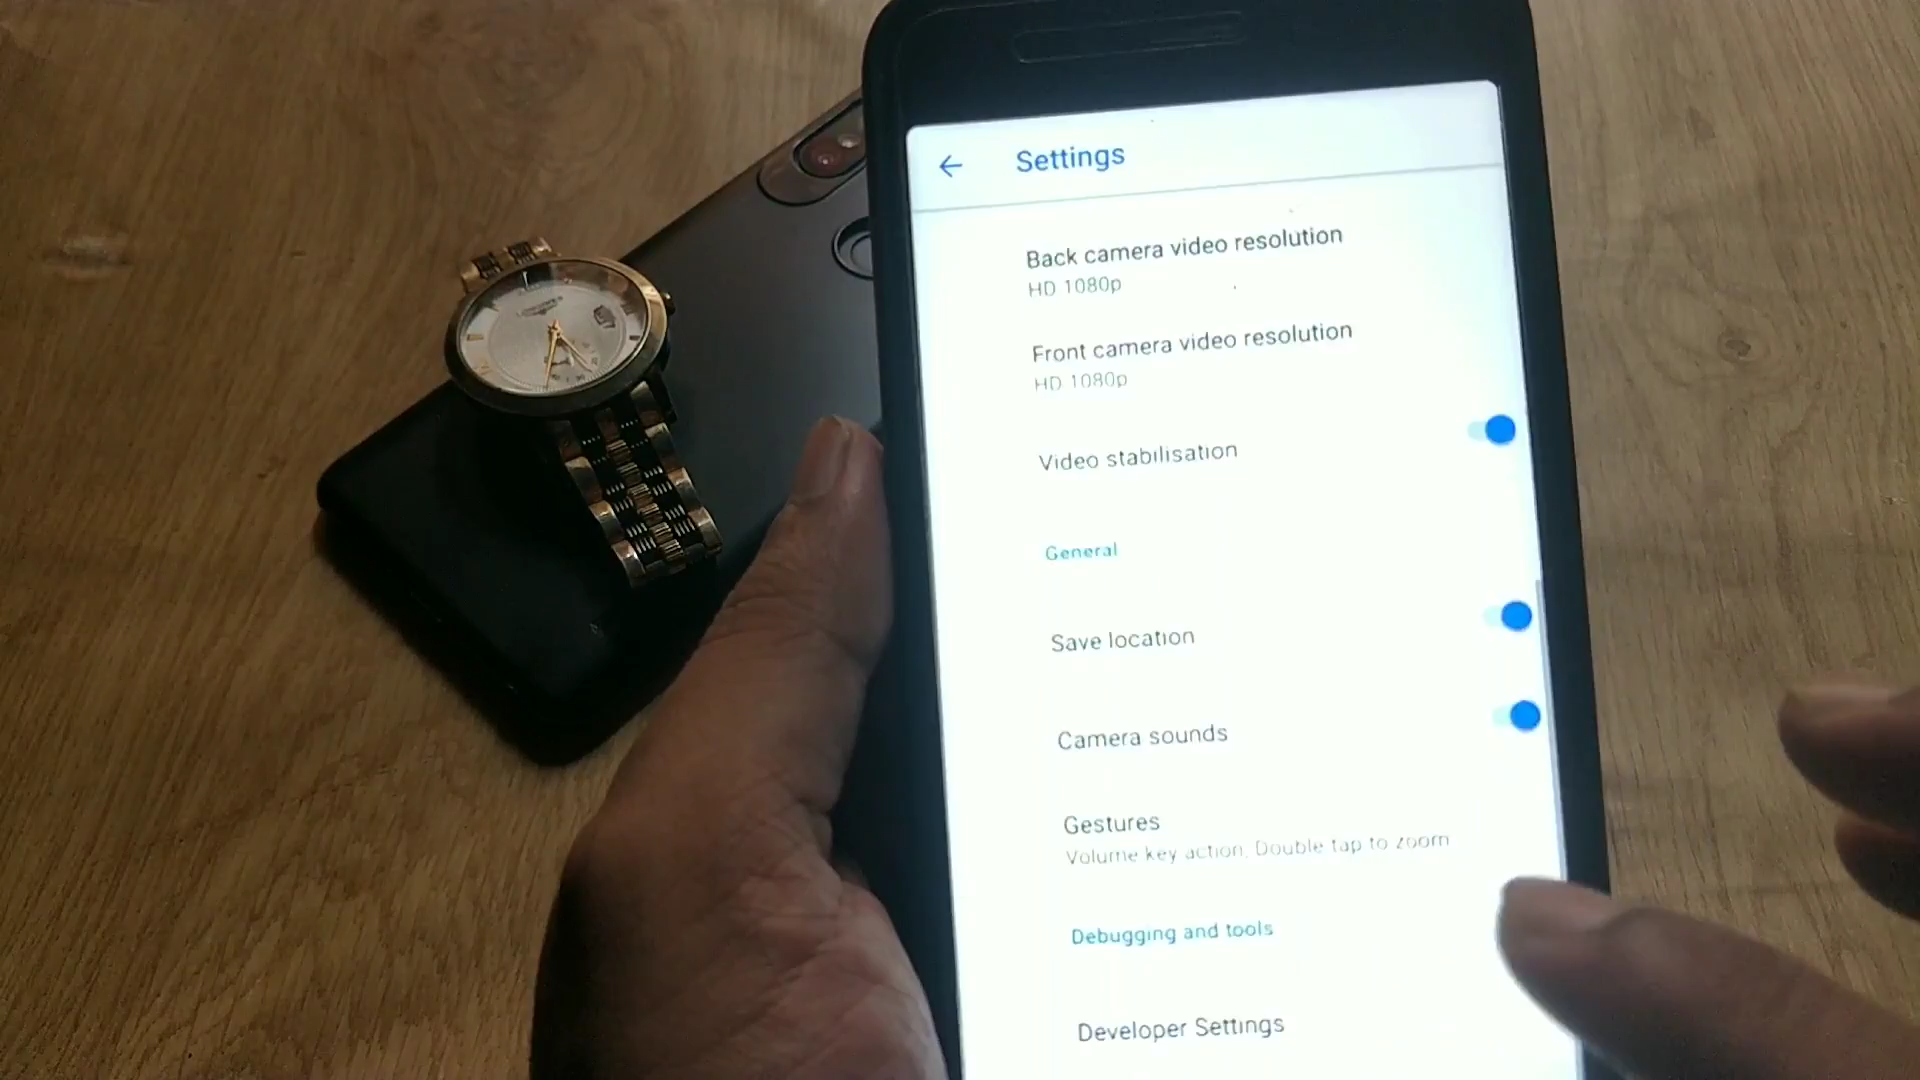 Settings
Back camera video resolution
HD 1080p
Front camera video resolution
HD 1080p
Video stabilisation
General
Save location
Camera sounds
Gestures
Volume key action, Double tap to zoom
Debugging and tools
Developer Settings